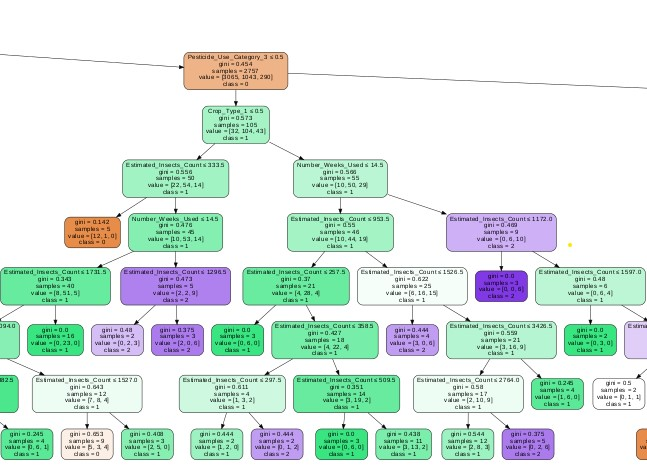 Pesticide_Use_Category_3 ≤ 0.5
gini = 0.454
samples = 2757
value = [3065, 1043, 290]
class = 0
Crop_Type_1 ≤ 0.5
gini = 0.573
samples = 105
value = [32, 104, 43]
class = 1
Estimated_Insects_Count ≤ 333.5
gini = 0.556
samples = 50
value = [22, 54, 14]
class = 1
Number_Weeks_Used ≤ 14.5
gini = 0.566
samples = 55
value = [10, 50, 29]
class = 1
gini = 0.142
samples = 5
value = [12, 1, 0]
class = 0
Number_Weeks_Used ≤ 14.5
gini = 0.476
samples = 45
value = [10, 53, 14]
class = 1
Estimated_Insects_Count ≤ 953.5
gini = 0.55
samples = 46
value = [10, 44, 19]
class = 1
Estimated_Insects_Count ≤ 1172.0
gini = 0.469
samples = 9
value = [0, 6, 10]
class = 2
Estimated_Insects_Count ≤ 1731.5
gini = 0.343
samples = 40
value = [8, 51, 5]
class = 1
Estimated_Insects_Count ≤ 1296.5
gini = 0.473
samples = 5
value = [2, 2, 9]
class = 2
Estimated_Insects_Count ≤ 257.5
gini = 0.37
samples = 21
value = [4, 28, 4]
class = 1
Estimated_Insects_Count ≤ 1526.5
gini = 0.622
samples = 25
value = [6, 16, 15]
class = 1
gini = 0.0
samples = 3
value = [0, 0, 6]
class = 2
Estimated_Insects_Count ≤ 1597.0
gini = 0.48
samples = 6
value = [0, 6, 4]
class = 1
094.0
gini = 0.0
samples = 16
value = [0, 23, 0]
class = 1
gini = 0.48
samples = 2
value = [0, 2, 3]
class = 2
gini = 0.375
samples = 3
value = [2, 0, 6]
class = 2
gini = 0.0
samples = 3
value = [0, 6, 0]
class = 1
Estimated_Insects_Count ≤ 358.5
gini = 0.427
samples = 18
value = [4, 22, 4]
class = 1
gini = 0.444
samples = 4
value = [3, 0, 6]
class = 2
Estimated_Insects_Count ≤ 3426.5
gini = 0.559
samples = 21
value = [3, 16, 9]
class = 1
gini = 0.0
samples = 2
value = [0, 3, 0]
class = 1
Estima
82.5
Estimated_Insects_Count ≤ 1527.0
gini = 0.643
samples = 12
value = [7, 8, 4]
class = 1
Estimated_Insects_Count ≤ 297.5
gini = 0.611
samples = 4
value = [1, 3, 2]
class = 1
Estimated_Insects_Count ≤ 509.5
gini = 0.351
samples = 14
value = [3, 19, 2]
class = 1
Estimated_Insects_Count ≤ 2764.0
gini = 0.58
samples = 17
value = [2, 10, 9]
class = 1
gini = 0.245
samples = 4
value = [1, 6, 0]
class = 1
gini = 0.5
samples = 2
value = [0, 1, 1]
class = 1
gini = 0.245
samples = 4
value = [0, 6, 1]
class = 1
gini = 0.653
samples = 9
value = [5, 3, 4]
class = 0
gini = 0.408
samples = 3
value = [2, 5, 0]
class = 1
gini = 0.444
samples = 2
value = [1, 2, 0]
class = 1
gini = 0.444
samples = 2
value = [0, 1, 2]
class = 2
gini = 0.0
samples = 3
value = [0, 6, 0]
class = 1
gini = 0.438
samples = 11
value = [3, 13, 2]
class = 1
gini = 0.544
samples = 12
value = [2, 8, 3]
class = 1
gini = 0.375
samples = 5
value = [0, 2, 6]
class = 2